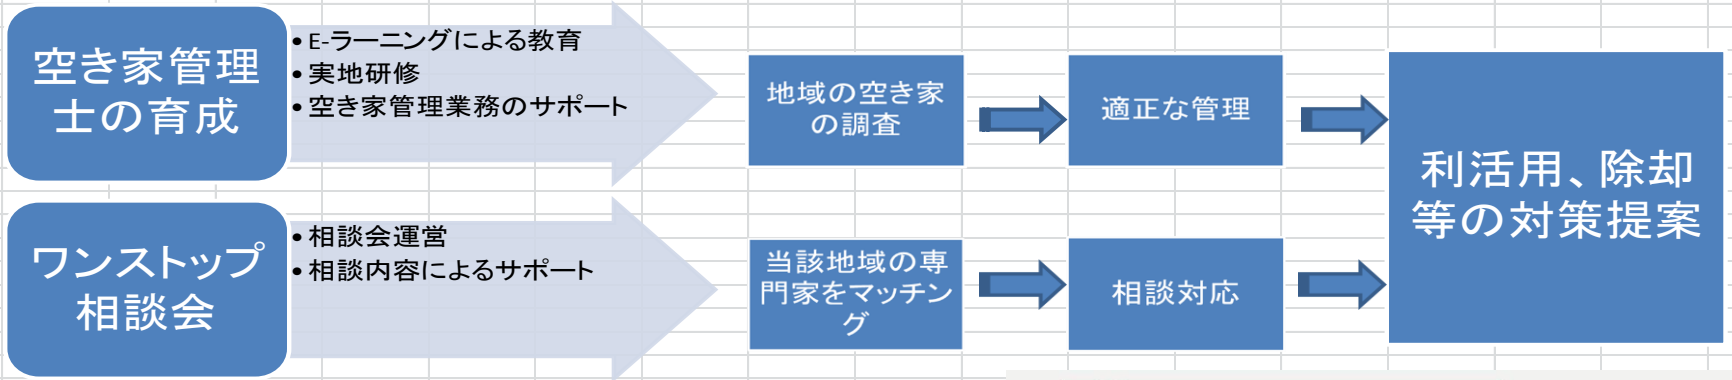 空き家管理
士の育成
• E-ラーニングによる教育
• 実地研修
• 空き家管理業務のサポート
地域の空き家
の調査
適正な管理
利活用、除却
等の対策提案
ワンストップ
相談会
• 相談会運営
• 相談内容によるサポート
当該地域の専
門家をマッチン
グ
相談対応